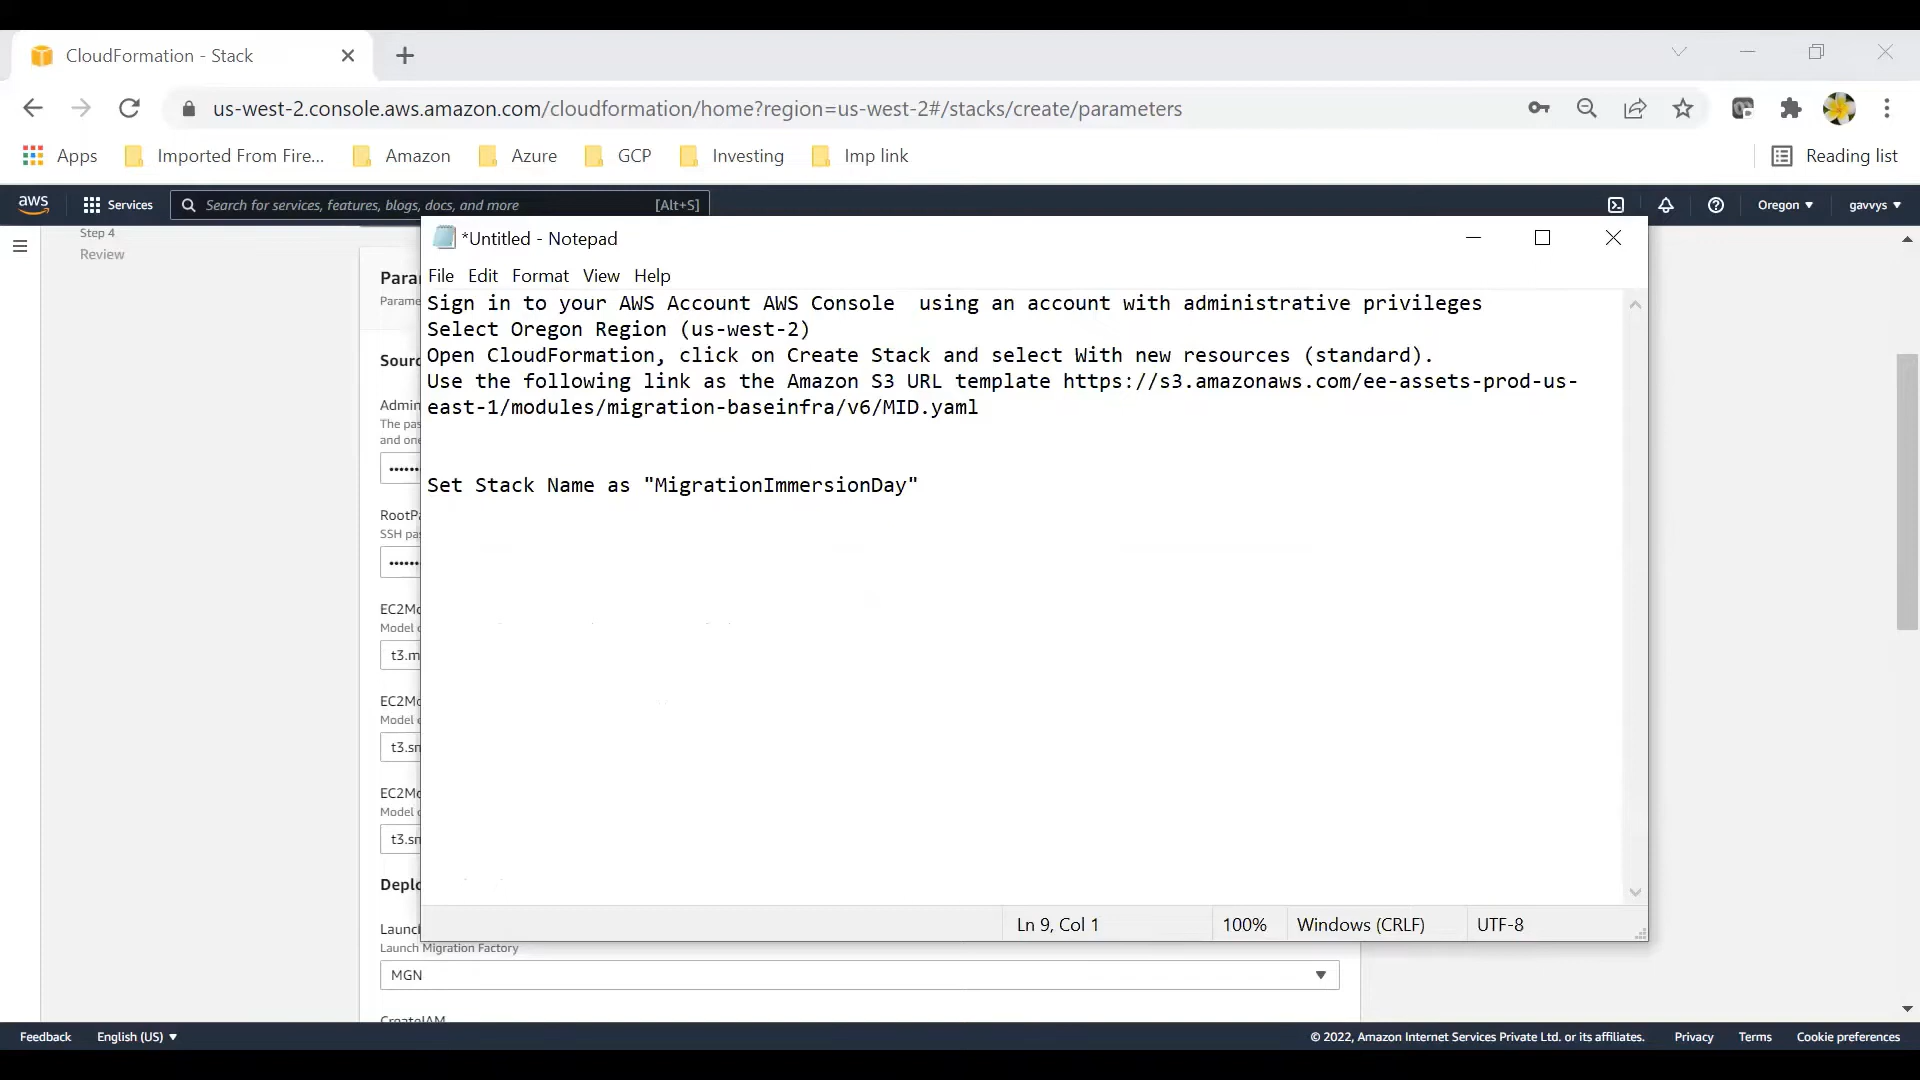 CloudFormation - Stack
us-west-2.console.aws.amazon.com/cloudformation/home?region=us-west-2#/stacks/create/parameters
Apps Imported From Fire... Amazon Azure GCP Investing Imp link Reading list
aws Services Search for services, features, blogs, docs, and more [Alt+S] Oregon gavvys
Step 4
Review
*Untitled - Notepad
File Edit Format View Help
Sign in to your AWS Account AWS Console using an account with administrative privileges
Select Oregon Region (us-west-2)
Open CloudFormation, click on Create Stack and select With new resources (standard).
Use the following link as the Amazon S3 URL template https://s3.amazonaws.com/ee-assets-prod-us-
east-1/modules/migration-baseinfra/v6/MID.yaml
Set Stack Name as "MigrationImmersionDay"
Ln 9, Col 1 100% Windows (CRLF) UTF-8
The
and one
Launch Migration Factory
MGN
CreateIAM
Feedback English (US) © 2022, Amazon Internet Services Private Ltd. or its affiliates. Privacy Terms Cookie preferences